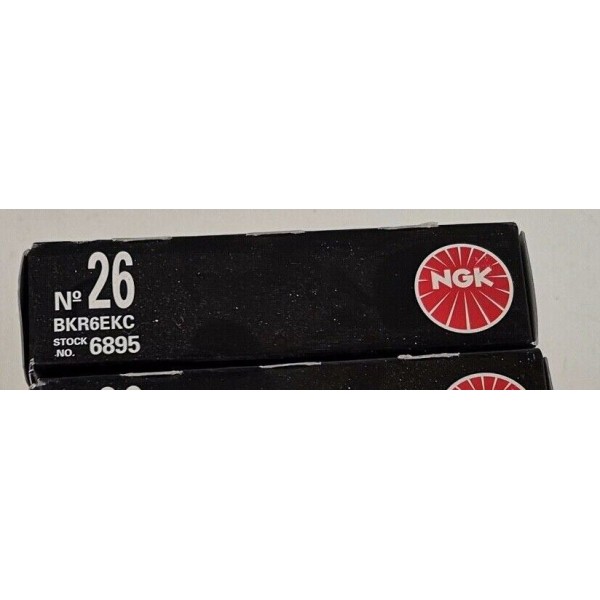 Nº 26
BKR6EKC
STOCK
.NO. 6895
NGK